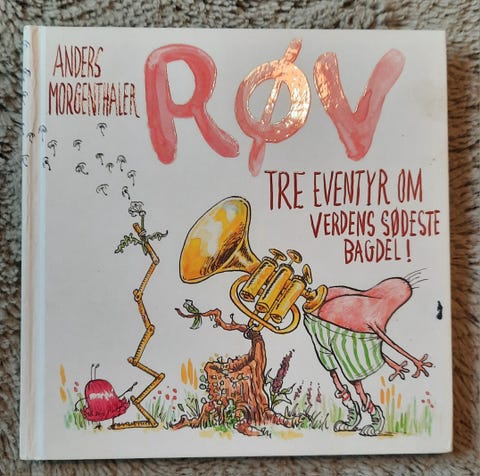 ANDERS
MORGENTHALER
RØV
TRE EVENTYR OM
VERDENS SØDESTE
BAGDEL!